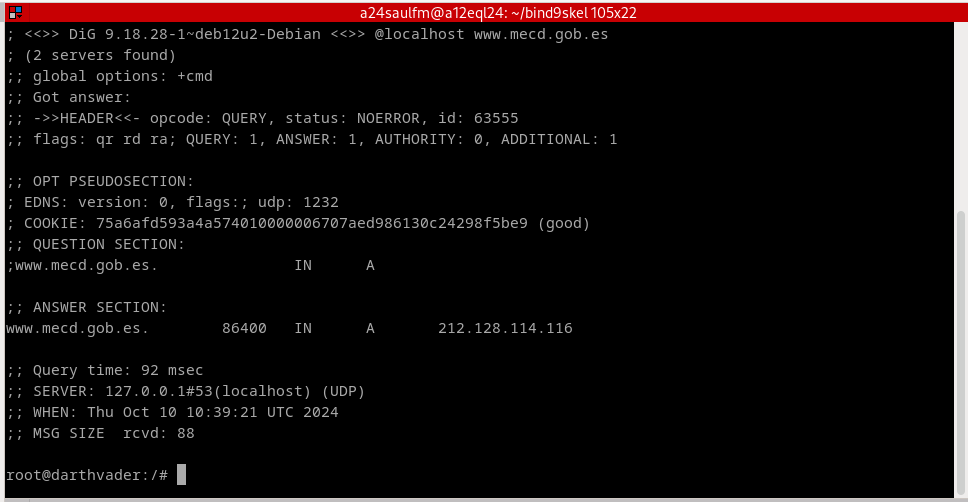 a24saulfm@a12eql24: ~/bind9skel 105x22
; <<>> DiG 9.18.28-1~deb12u2-Debian <<>> @localhost www.mecd.gob.es
; (2 servers found)
;; global options: +cmd
;; Got answer:
;; ->>HEADER<<- opcode: QUERY, status: NOERROR, id: 63555
;; flags: qr rd ra; QUERY: 1, ANSWER: 1, AUTHORITY: 0, ADDITIONAL: 1
;; OPT PSEUDOSECTION:
; EDNS: version: 0, flags:; udp: 1232
; COOKIE: 75a6afd593a4a574010000006707aed986130c24298f5be9 (good)
;; QUESTION SECTION:
;www.mecd.gob.es.               IN      A
;; ANSWER SECTION:
www.mecd.gob.es.        86400   IN      A       212.128.114.116
;; Query time: 92 msec
;; SERVER: 127.0.0.1#53(localhost) (UDP)
;; WHEN: Thu Oct 10 10:39:21 UTC 2024
;; MSG SIZE  rcvd: 88
root@darthvader:/#